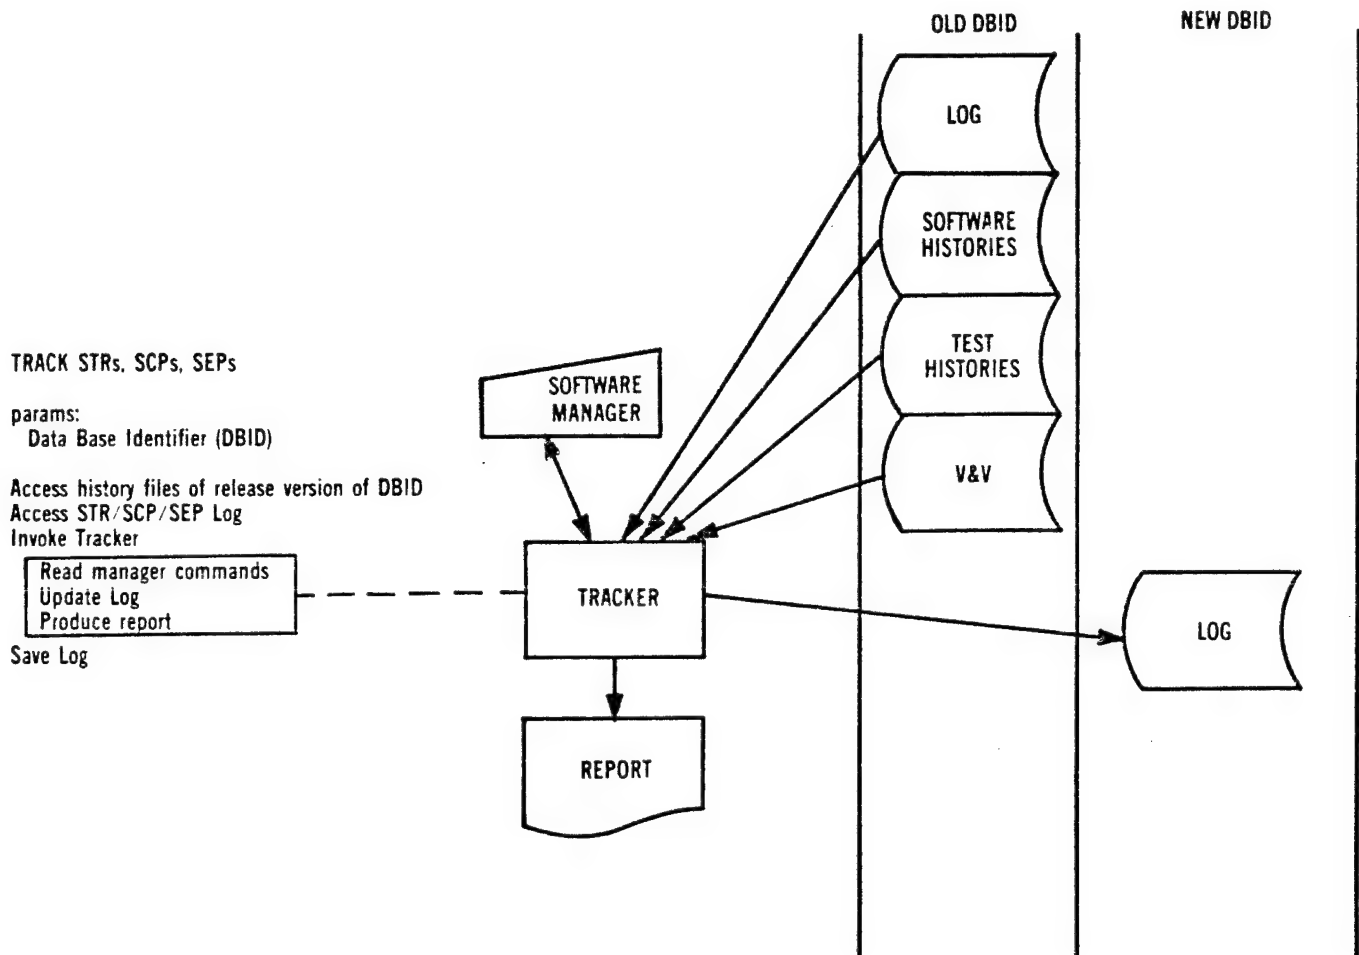 OLD DBID
NEW DBID
LOG
SOFTWARE
HISTORIES
TEST
HISTORIES
V&V
TRACK STRs, SCPs, SEPs
params:
Data Base Identifier (DBID)
Access history files of release version of DBID
Access STR/SCP/SEP Log
Invoke Tracker
Read manager commands
Update Log
Produce report
Save Log
SOFTWARE
MANAGER
TRACKER
REPORT
LOG